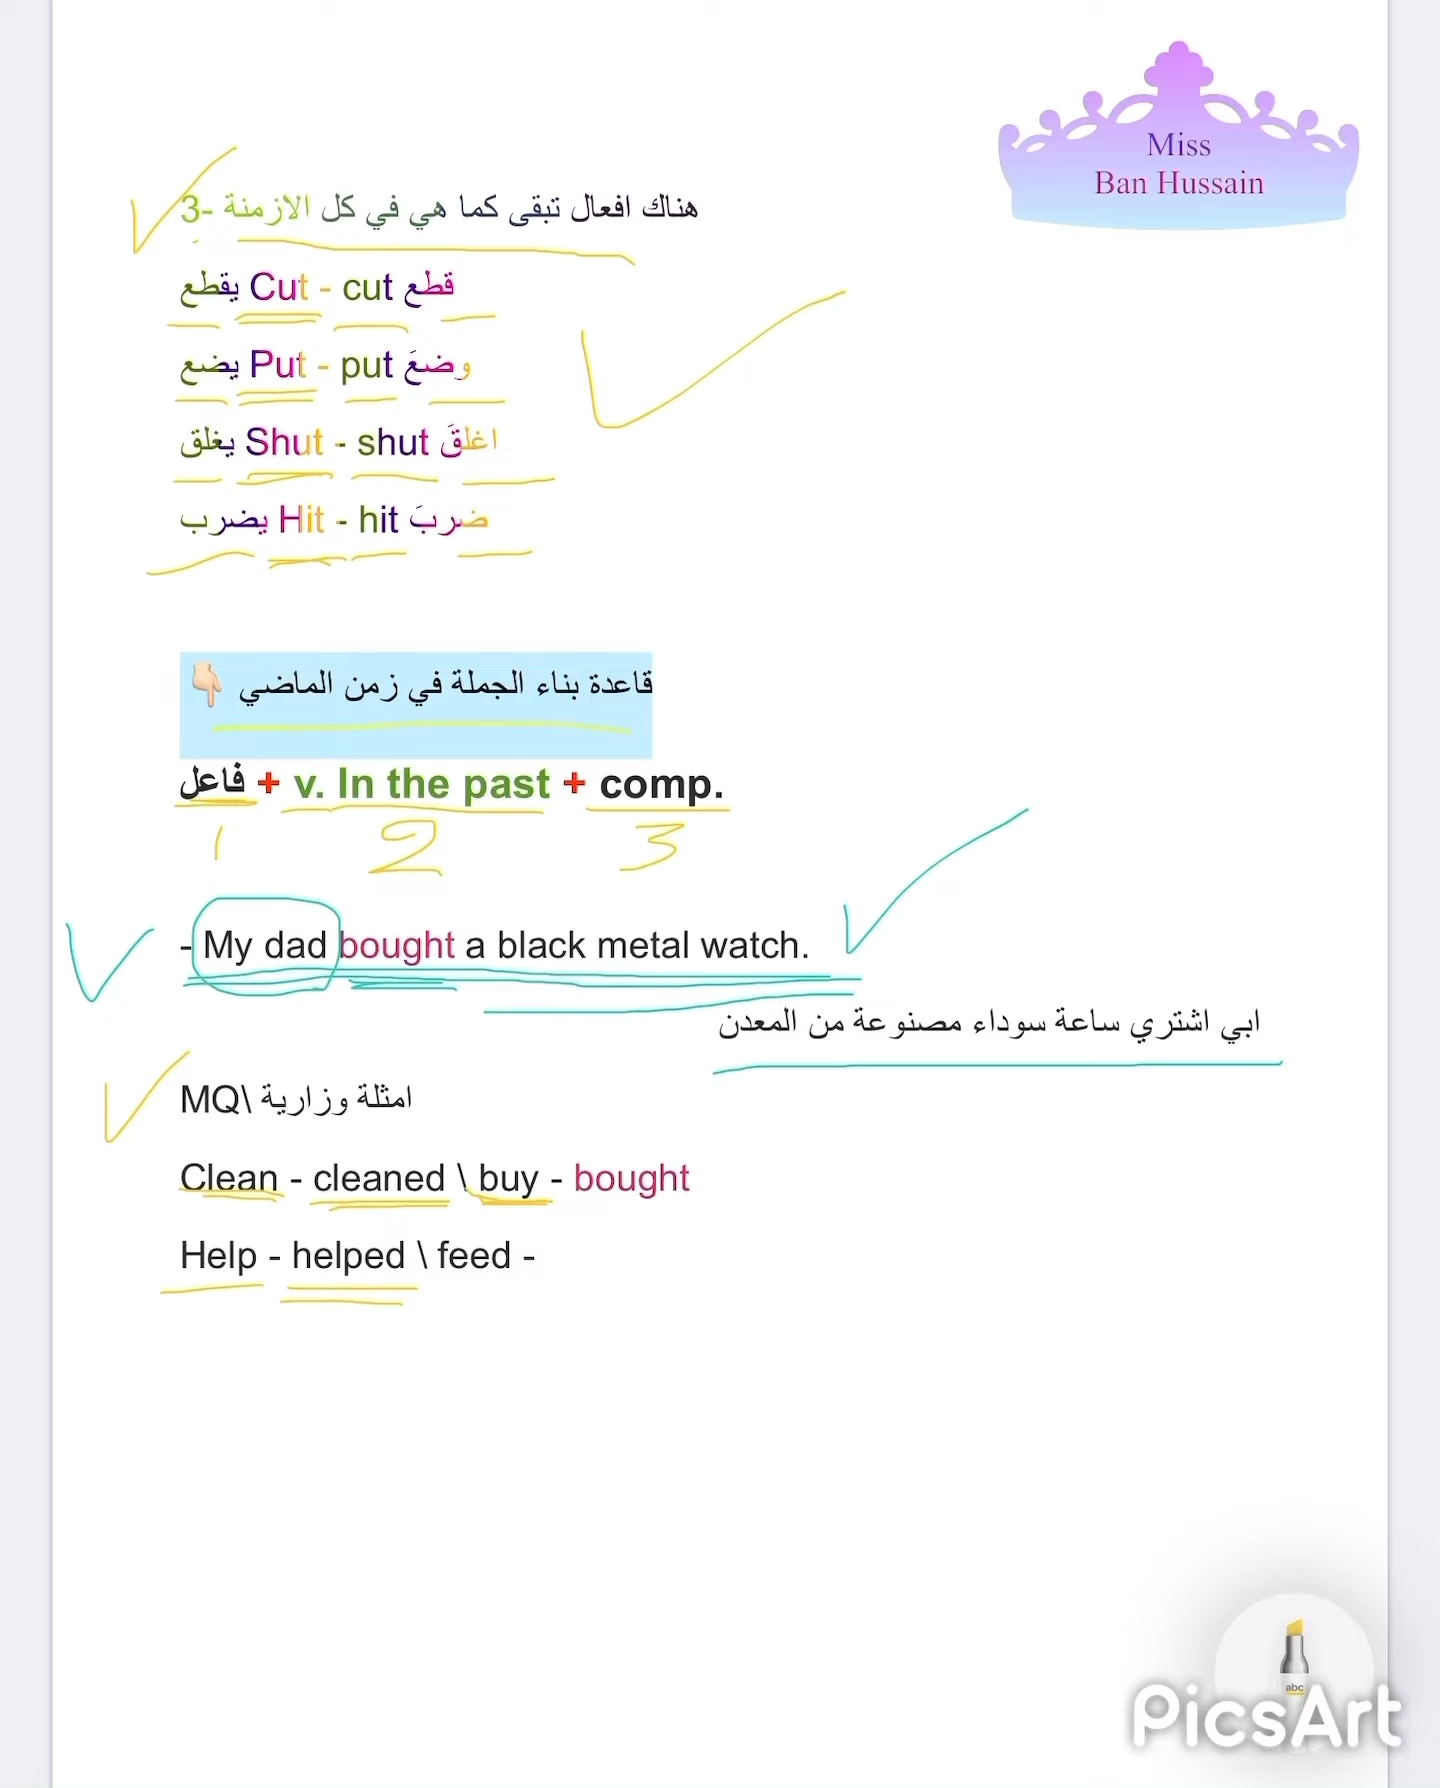 Miss
Ban Hussain
3- هناك افعال تبقى كما هي في كل الازمنة
يقطع Cut - cut قطع
يضع Put - put وضعَ
يغلق Shut - shut اغلقَ
يضرب Hit - hit ضربَ
قاعدة بناء الجملة في زمن الماضي 👇🏻
فاعل + v. In the past + comp.
1 2 3
- My dad bought a black metal watch.
ابي اشتري ساعة سوداء مصنوعة من المعدن
MQ\ امثلة وزارية
Clean - cleaned \ buy - bought
Help - helped \ feed -
abc
PicsArt